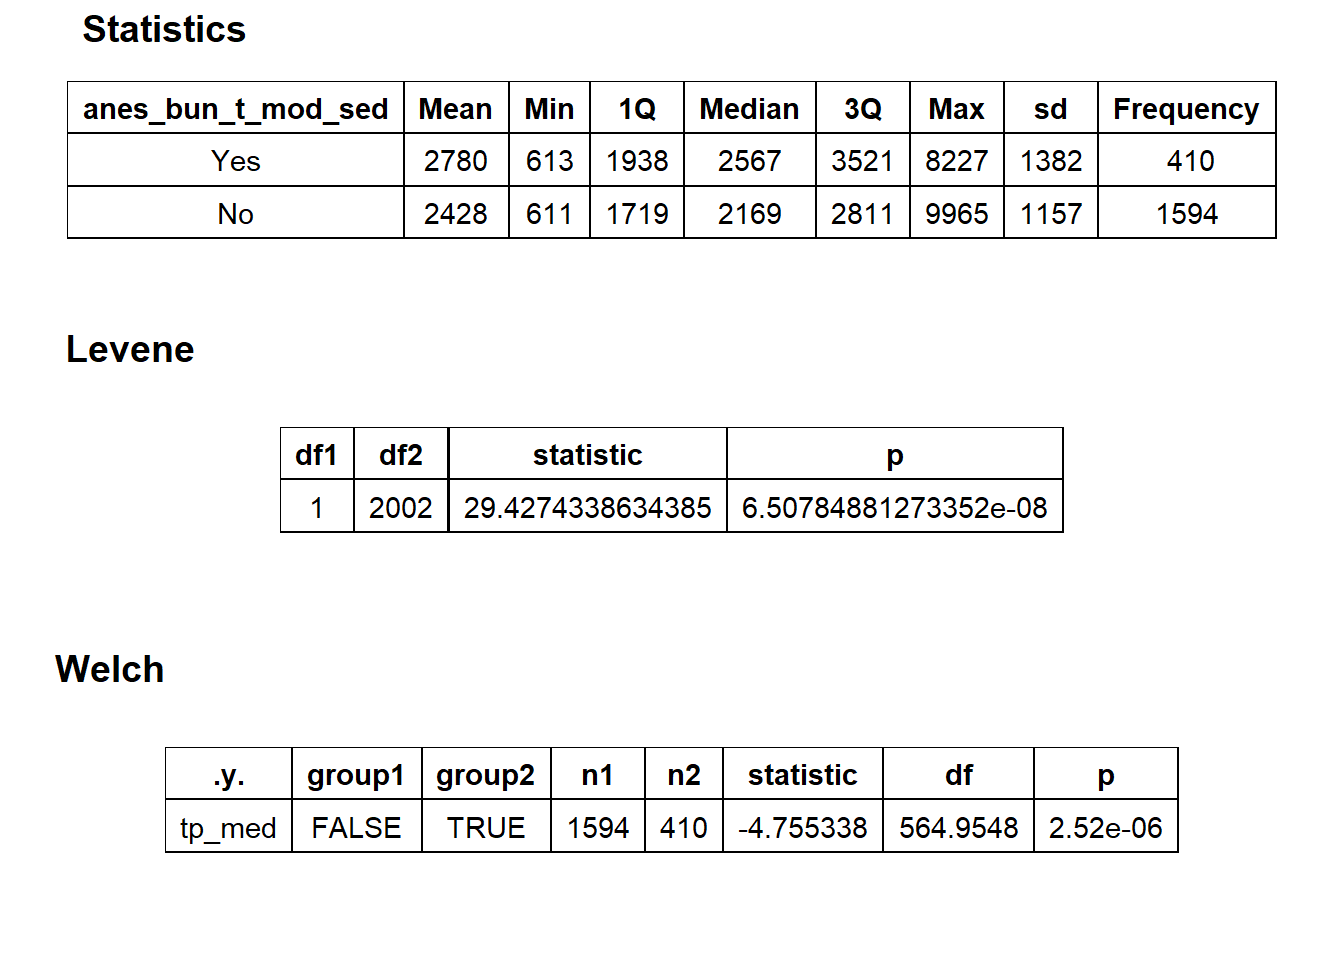 Statistics
anes_bun_t_mod_sed Mean Min 1Q Median 3Q Max sd Frequency
Yes 2780 613 1938 2567 3521 8227 1382 410
No 2428 611 1719 2169 2811 9965 1157 1594
Levene
df1 df2 statistic p
1 2002 29.4274338634385 6.50784881273352e-08
Welch
.y. group1 group2 n1 n2 statistic df p
tp_med FALSE TRUE 1594 410 -4.755338 564.9548 2.52e-06